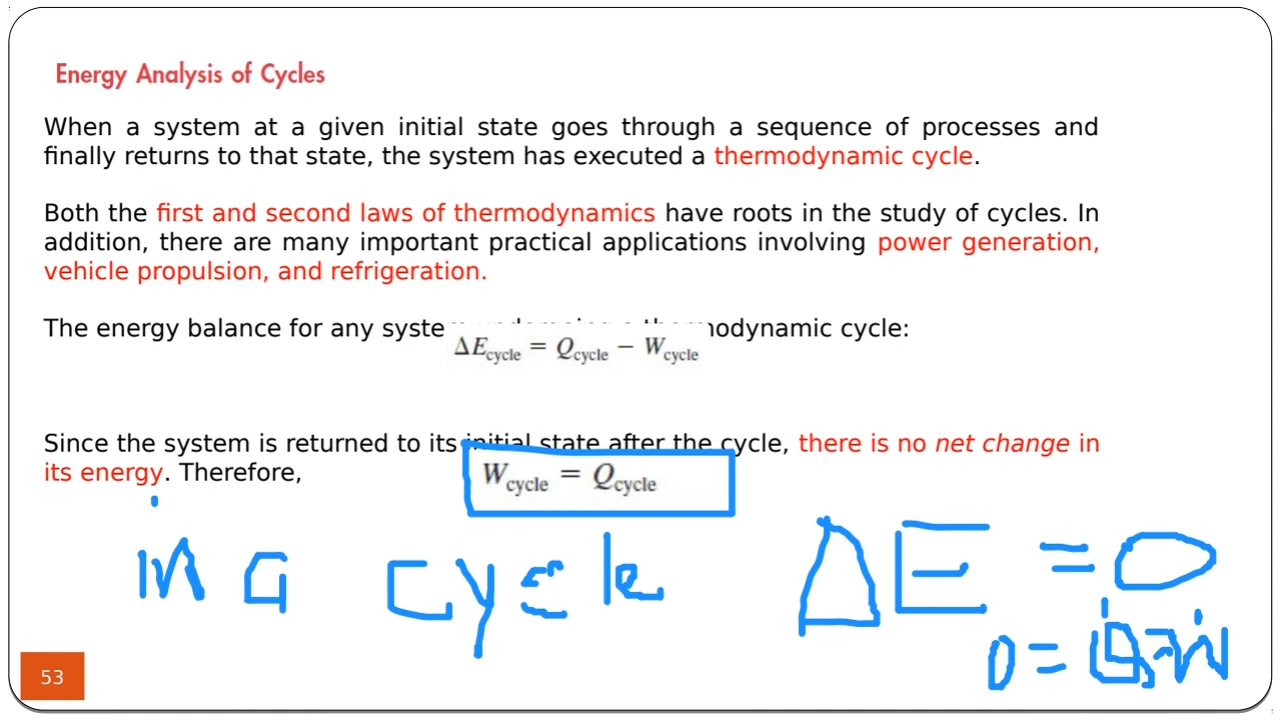 Energy Analysis of Cycles
When a system at a given initial state goes through a sequence of processes and
finally returns to that state, the system has executed a thermodynamic cycle.
Both the first and second laws of thermodynamics have roots in the study of cycles. In
addition, there are many important practical applications involving power generation,
vehicle propulsion, and refrigeration.
The energy balance for any system undergoing a thermodynamic cycle:
ΔEcycle = Qcycle − Wcycle
Since the system is returned to its initial state after the cycle, there is no net change in
its energy. Therefore,
Wcycle = Qcycle
in a cycle ΔE = 0
0 = Q̇ - Ẇ
53